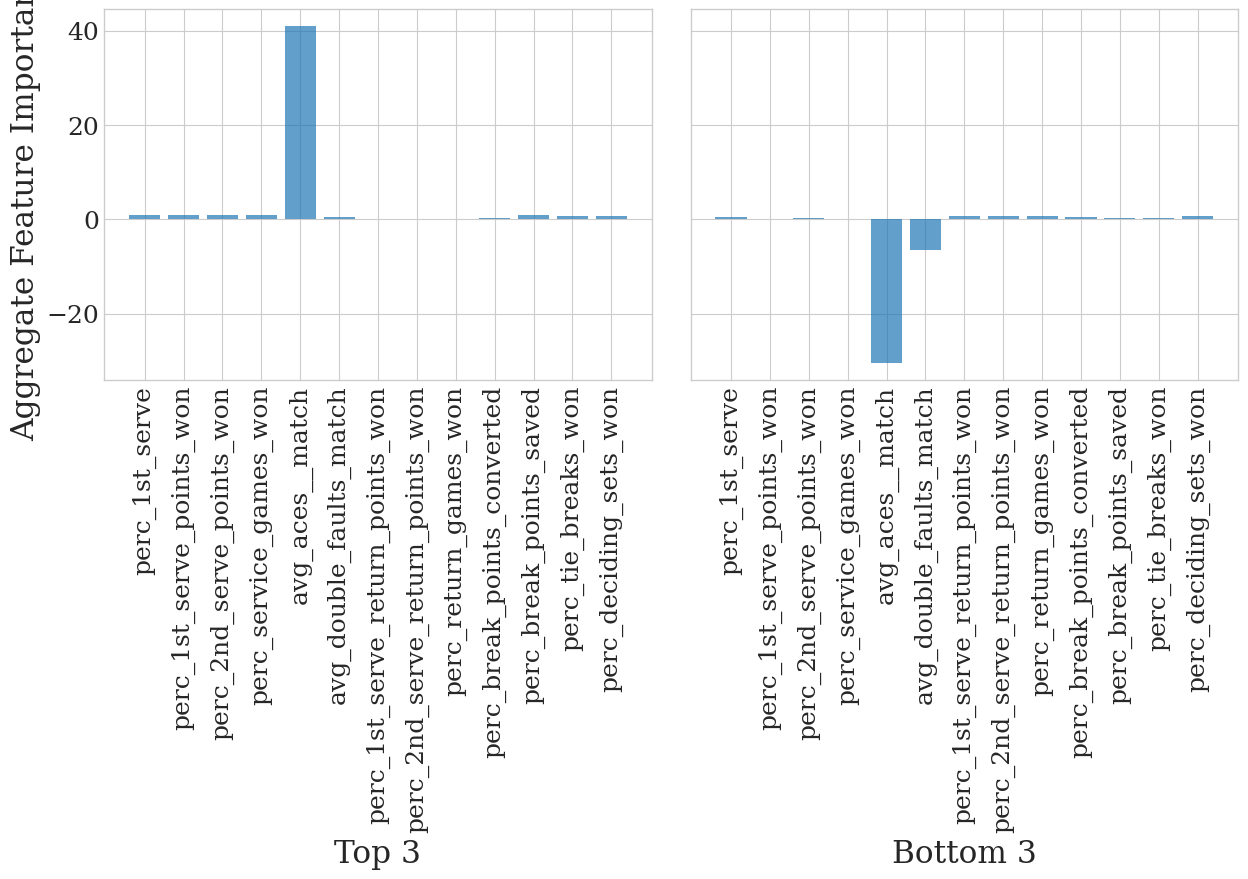 Aggregate Feature Importan
40
20
0
−20
perc_1st_serve
perc_1st_serve_points_won
perc_2nd_serve_points_won
perc_service_games_won
avg_aces__match
avg_double_faults_match
perc_1st_serve_return_points_won
perc_2nd_serve_return_points_won
perc_return_games_won
perc_break_points_converted
perc_break_points_saved
perc_tie_breaks_won
perc_deciding_sets_won
Top 3
perc_1st_serve
perc_1st_serve_points_won
perc_2nd_serve_points_won
perc_service_games_won
avg_aces__match
avg_double_faults_match
perc_1st_serve_return_points_won
perc_2nd_serve_return_points_won
perc_return_games_won
perc_break_points_converted
perc_break_points_saved
perc_tie_breaks_won
perc_deciding_sets_won
Bottom 3